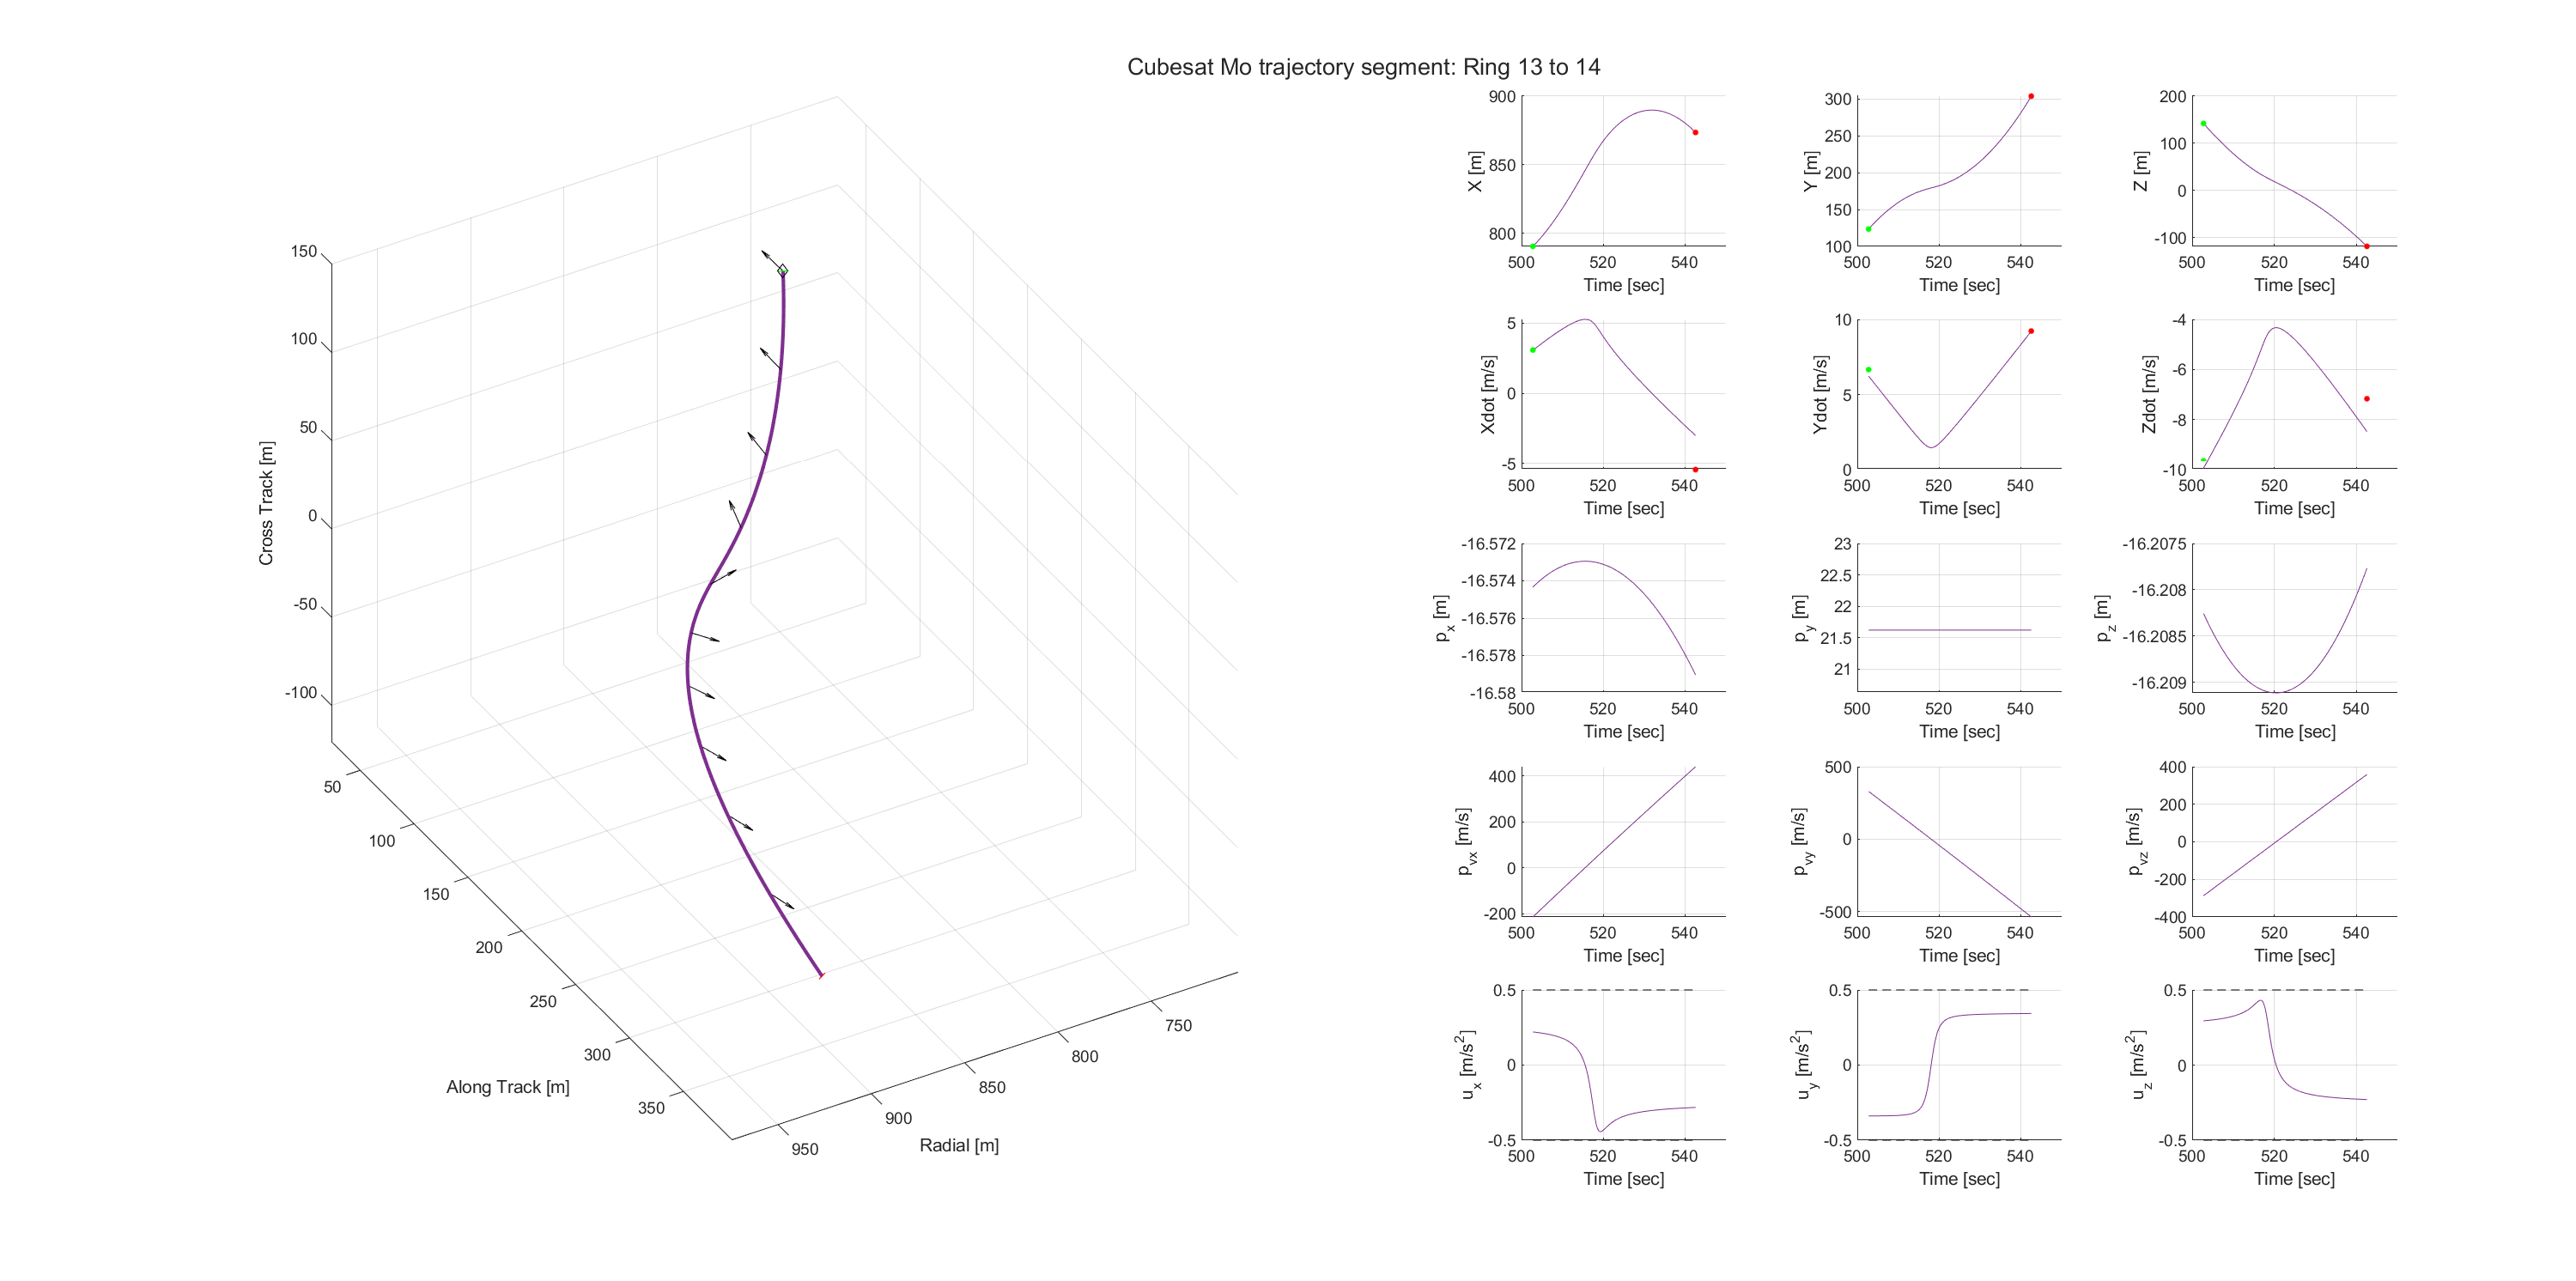 Cubesat Mo trajectory segment: Ring 13 to 14
150
100
50
0
-50
-100
Cross Track [m]
50
100
150
200
250
300
350
Along Track [m]
950
900
850
800
750
Radial [m]
900
850
800
X [m]
500 520 540
Time [sec]
300
250
200
150
100
Y [m]
500 520 540
Time [sec]
200
100
0
-100
Z [m]
500 520 540
Time [sec]
5
0
-5
Xdot [m/s]
500 520 540
Time [sec]
10
5
0
Ydot [m/s]
500 520 540
Time [sec]
-4
-6
-8
-10
Zdot [m/s]
500 520 540
Time [sec]
-16.572
-16.574
-16.576
-16.578
-16.58
p_x [m]
500 520 540
Time [sec]
23
22.5
22
21.5
21
p_y [m]
500 520 540
Time [sec]
-16.2075
-16.208
-16.2085
-16.209
p_z [m]
500 520 540
Time [sec]
400
200
0
-200
p_vx [m/s]
500 520 540
Time [sec]
500
0
-500
p_vy [m/s]
500 520 540
Time [sec]
400
200
0
-200
-400
p_vz [m/s]
500 520 540
Time [sec]
0.5
0
-0.5
u_x [m/s²]
500 520 540
Time [sec]
0.5
0
-0.5
u_y [m/s²]
500 520 540
Time [sec]
0.5
0
-0.5
u_z [m/s²]
500 520 540
Time [sec]